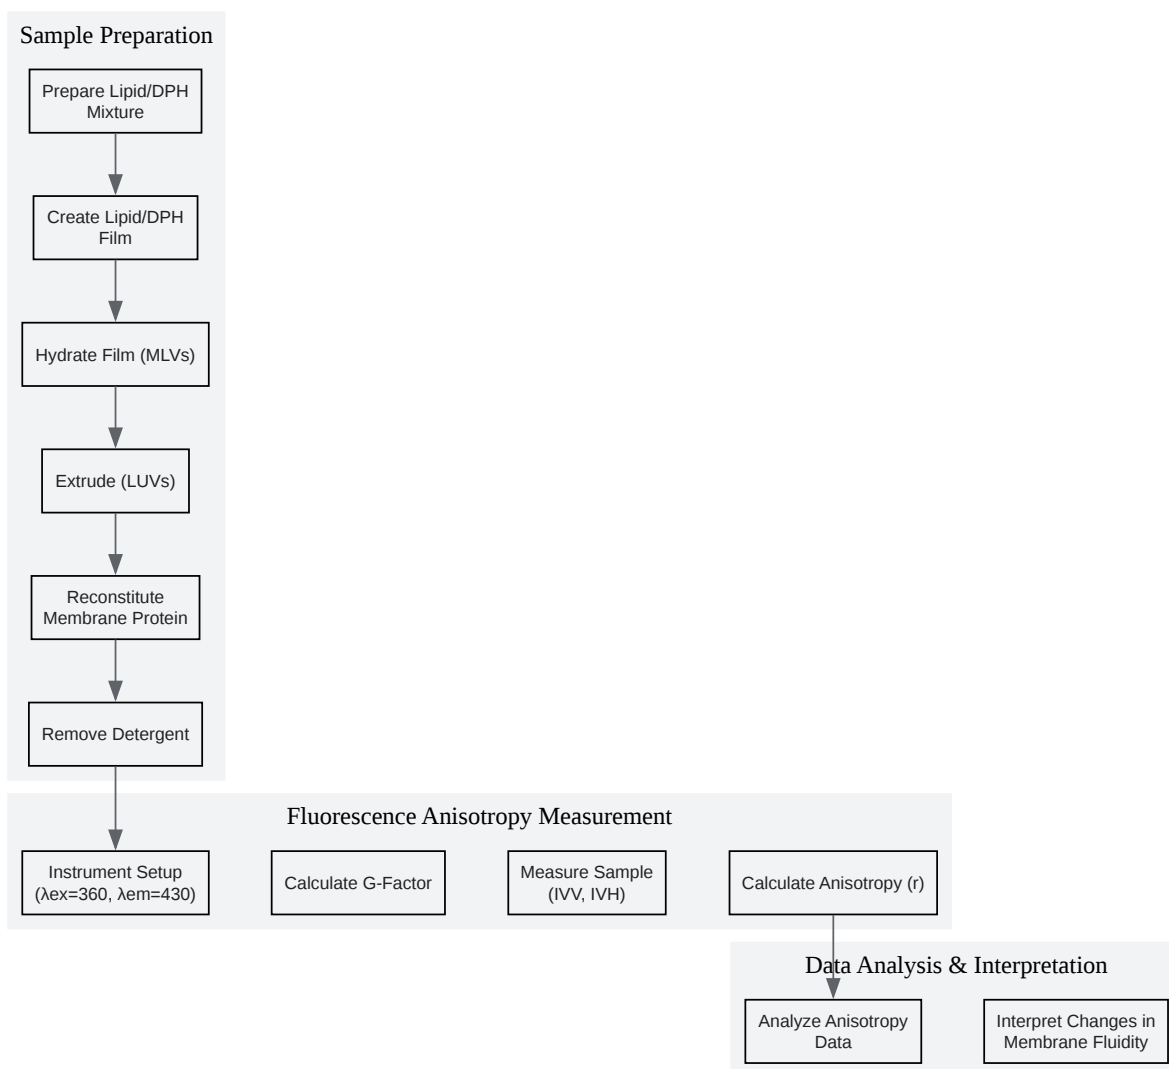 Sample Preparation
Prepare Lipid/DPH
Mixture
Create Lipid/DPH
Film
Hydrate Film (MLVs)
Extrude (LUVs)
Reconstitute
Membrane Protein
Remove Detergent
Fluorescence Anisotropy Measurement
Instrument Setup
(λex=360, λem=430)
Calculate G-Factor
Measure Sample
(IVV, IVH)
Calculate Anisotropy (r)
Data Analysis & Interpretation
Analyze Anisotropy
Data
Interpret Changes in
Membrane Fluidity